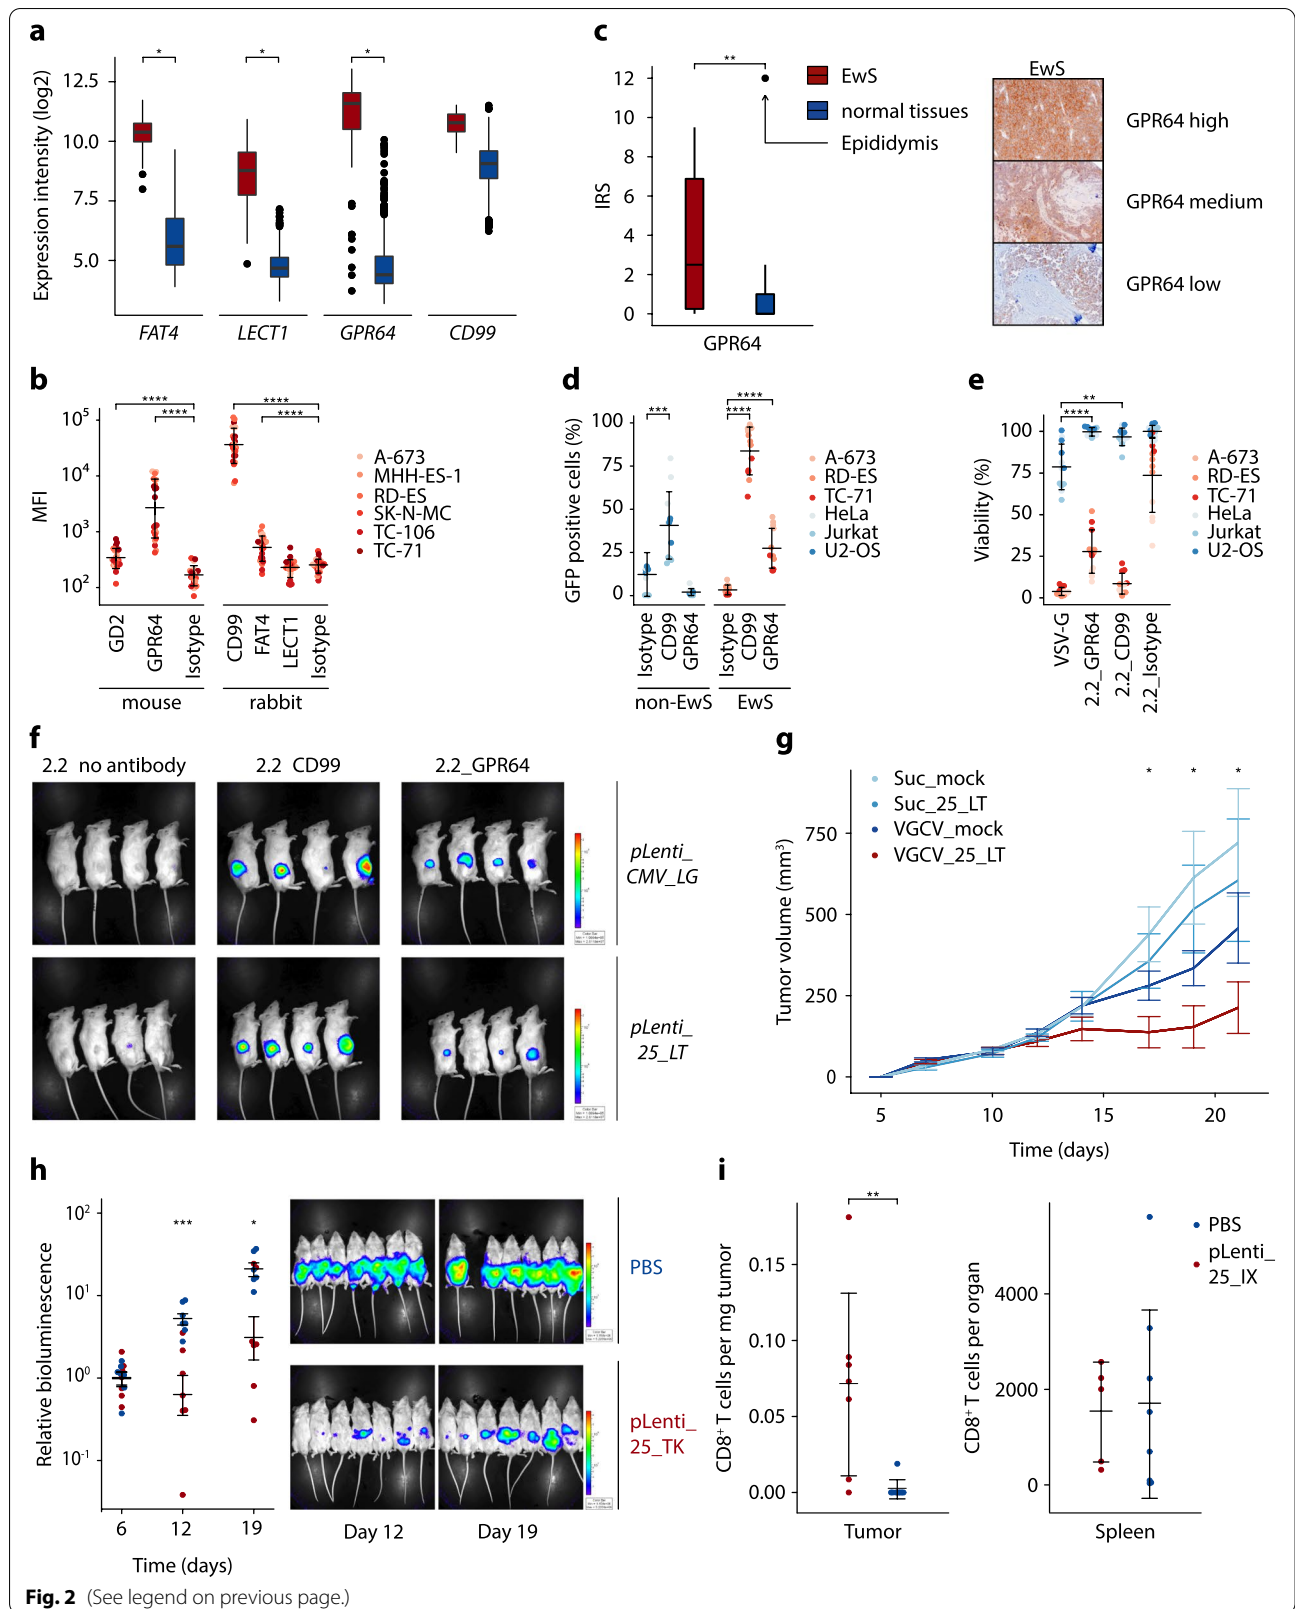 a
*
*
*
Expression intensity (log2)
12.5
10.0
7.5
5.0
FAT4
LECT1
GPR64
CD99
c
**
IRS
12
10
8
6
4
2
0
GPR64
EwS
normal tissues
Epididymis
EwS
GPR64 high
GPR64 medium
GPR64 low
b
****
****
****
****
MFI
10⁵
10⁴
10³
10²
GD2
GPR64
Isotype
CD99
FAT4
LECT1
Isotype
mouse
rabbit
A-673
MHH-ES-1
RD-ES
SK-N-MC
TC-106
TC-71
d
***
****
****
GFP positive cells (%)
100
75
50
25
0
Isotype
CD99
GPR64
Isotype
CD99
GPR64
non-EwS
EwS
A-673
RD-ES
TC-71
HeLa
Jurkat
U2-OS
e
**
****
Viability (%)
100
75
50
25
0
VSV-G
2.2_GPR64
2.2_CD99
2.2_Isotype
A-673
RD-ES
TC-71
HeLa
Jurkat
U2-OS
f
2.2 no antibody
2.2 CD99
2.2_GPR64
pLenti_
CMV_LG
pLenti_
25_LT
g
Suc_mock
Suc_25_LT
VGCV_mock
VGCV_25_LT
*
*
*
Tumor volume (mm³)
750
500
250
0
5
10
15
20
Time (days)
h
***
*
Relative bioluminescence
10²
10¹
10⁰
10⁻¹
6
12
19
Time (days)
PBS
pLenti_
25_TK
Day 12
Day 19
i
**
CD8⁺ T cells per mg tumor
0.15
0.10
0.05
0.00
Tumor
CD8⁺ T cells per organ
4000
2000
0
Spleen
PBS
pLenti_
25_IX
Fig. 2 (See legend on previous page.)